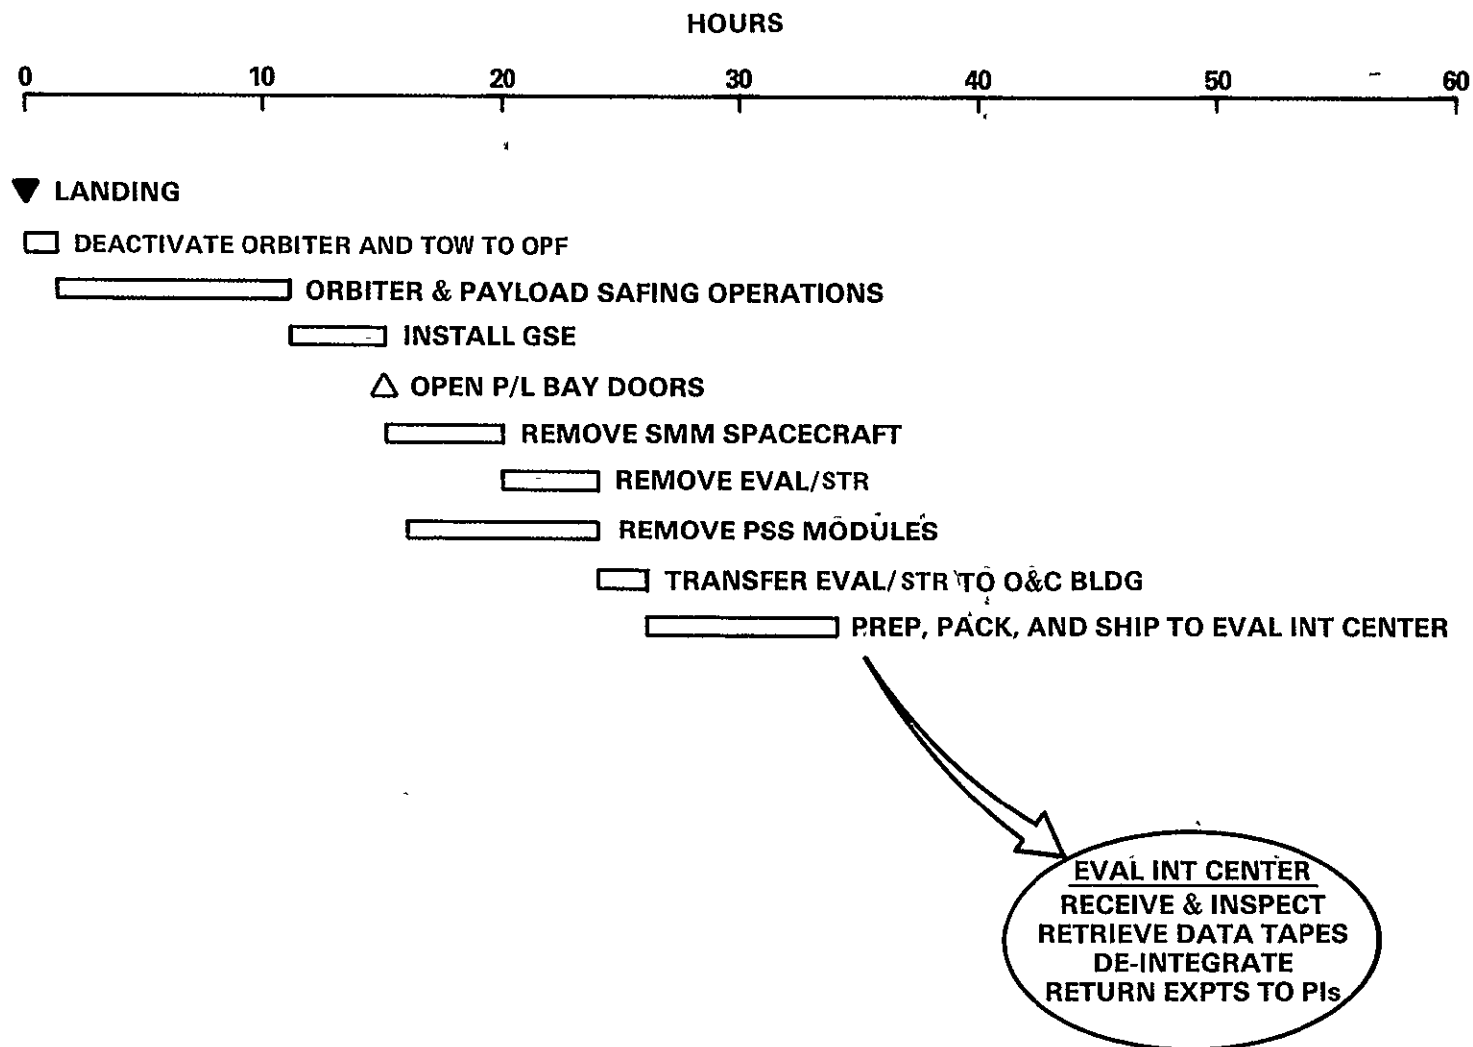 HOURS
0 10 20 30 40 50 60
LANDING
DEACTIVATE ORBITER AND TOW TO OPF
ORBITER & PAYLOAD SAFING OPERATIONS
INSTALL GSE
OPEN P/L BAY DOORS
REMOVE SMM SPACECRAFT
REMOVE EVAL/STR
REMOVE PSS MODULES
TRANSFER EVAL/STR TO O&C BLDG
PREP, PACK, AND SHIP TO EVAL INT CENTER
EVAL INT CENTER
RECEIVE & INSPECT
RETRIEVE DATA TAPES
DE-INTEGRATE
RETURN EXPTS TO PIs